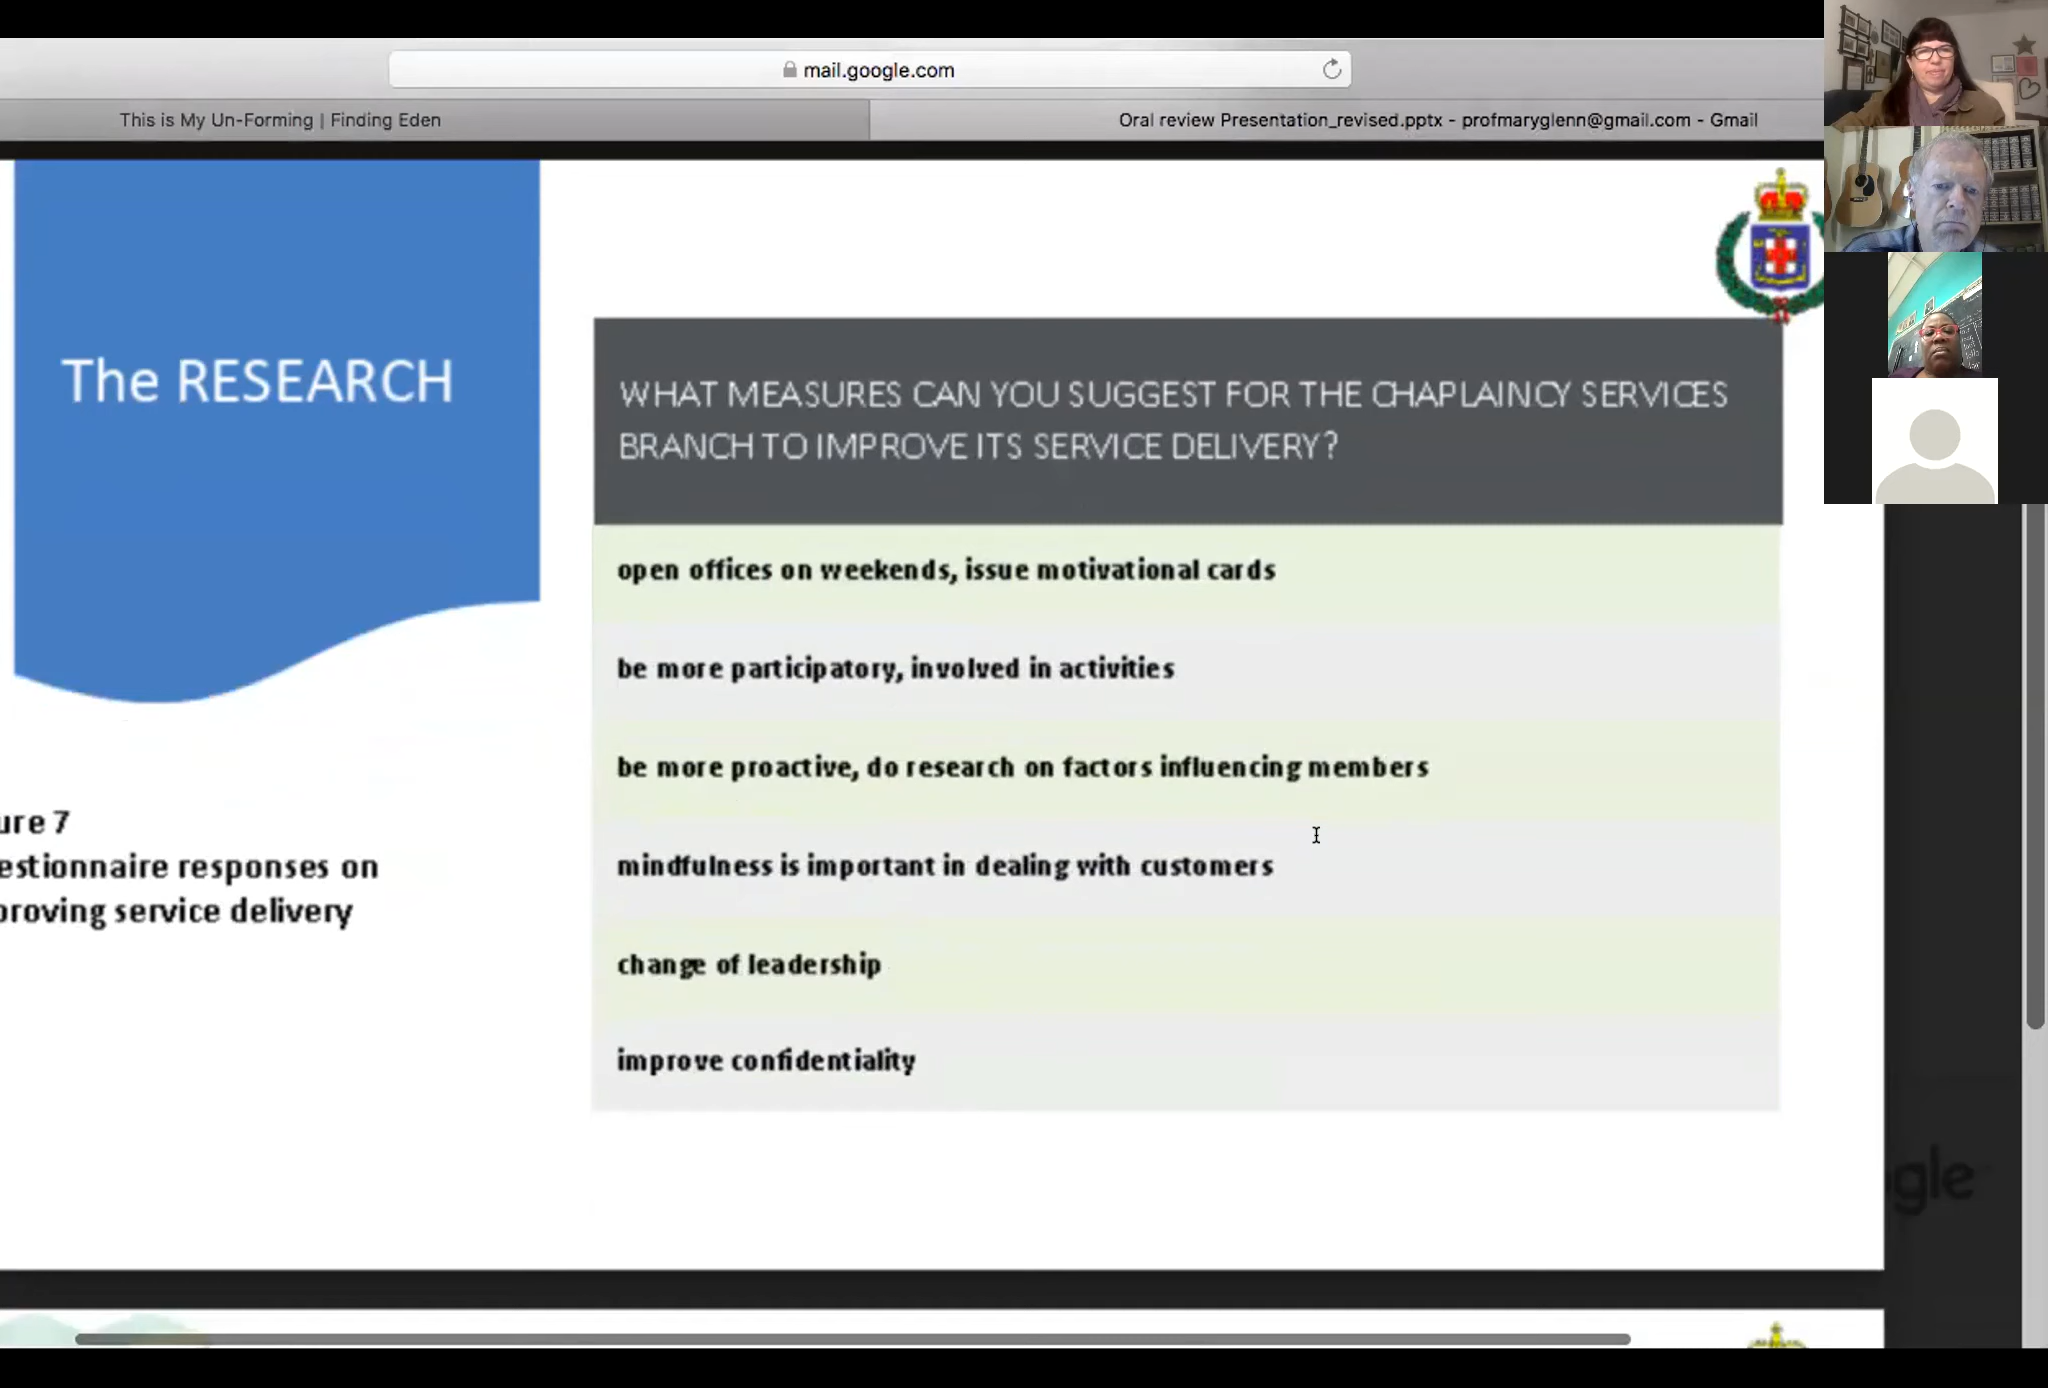 mail.google.com
This is My Un-Forming | Finding Eden
Oral review Presentation_revised.pptx - profmaryglenn@gmail.com - Gmail
The RESEARCH
WHAT MEASURES CAN YOU SUGGEST FOR THE CHAPLAINCY SERVICES
BRANCH TO IMPROVE ITS SERVICE DELIVERY?
open offices on weekends, issue motivational cards
be more participatory, involved in activities
be more proactive, do research on factors influencing members
mindfulness is important in dealing with customers
change of leadership
improve confidentiality
ure 7
estionnaire responses on
proving service delivery
gle